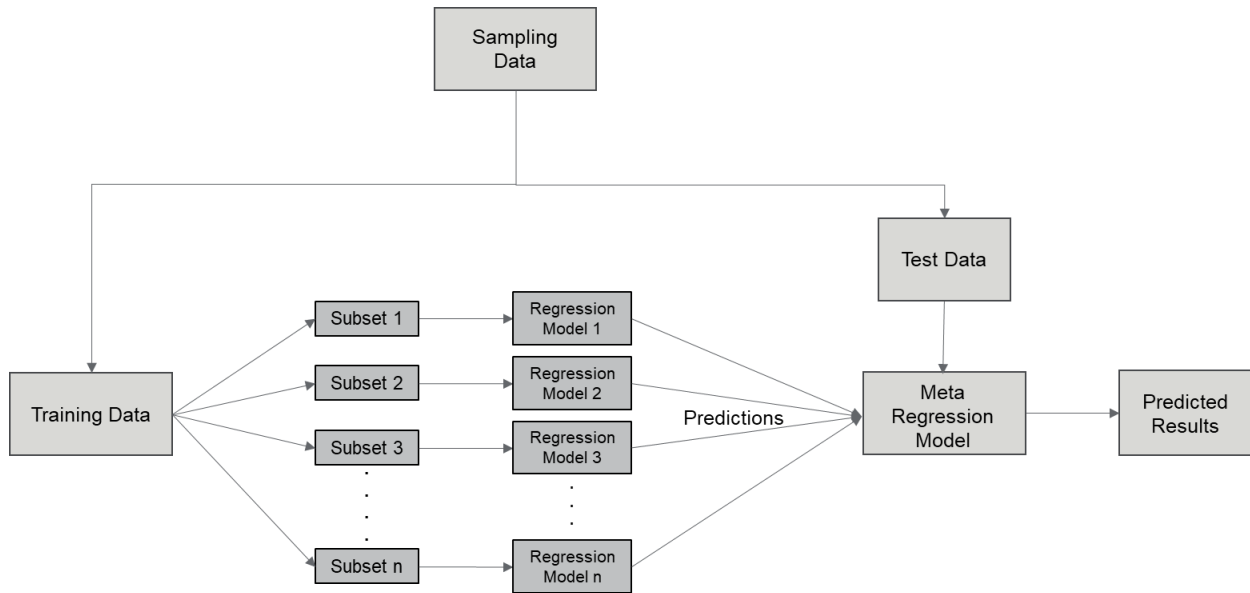 Sampling
Data
Test Data
Subset 1
Regression
Model 1
Subset 2
Regression
Model 2
Training Data
Predictions
Meta
Regression
Model
Predicted
Results
Subset 3
Regression
Model 3
Subset n
Regression
Model n